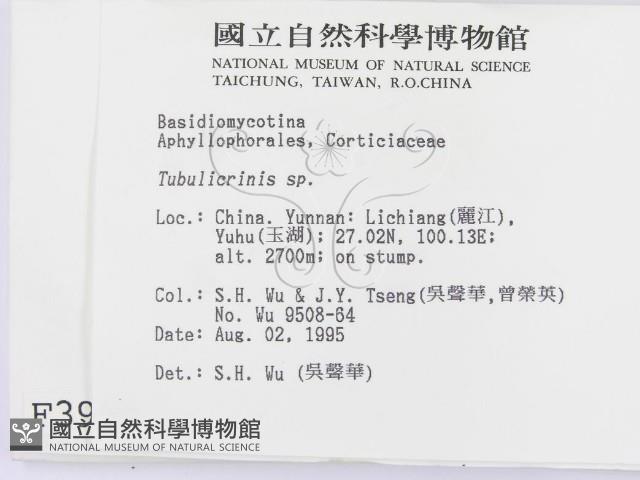 國立自然科學博物館
NATIONAL MUSEUM OF NATURAL SCIENCE
TAICHUNG, TAIWAN, R.O.CHINA
Basidiomycotina
Aphyllophorales, Corticiaceae
Tubulicrinis sp.
Loc.: China. Yunnan: Lichiang(麗江),
Yuhu(玉湖); 27.02N, 100.13E;
alt. 2700m; on stump.
Col.: S.H. Wu & J.Y. Tseng(吳聲華,曾榮英)
No. Wu 9508-64
Date: Aug. 02, 1995
Det.: S.H. Wu (吳聲華)
F39
國立自然科學博物館
NATIONAL MUSEUM OF NATURAL SCIENCE